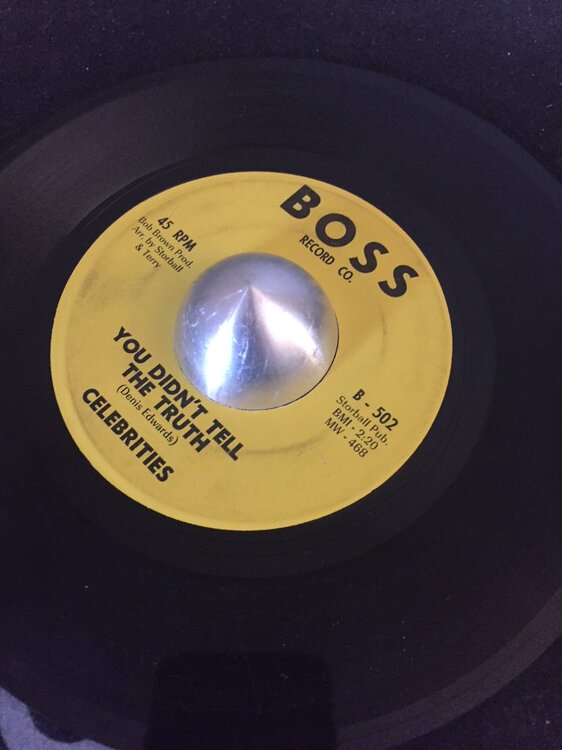 BOSS
RECORD CO.
45 RPM
Bob Brown Prod.
Arr. by Storball
& Terry
B - 502
Storball Pub.
BMI - 2:20
MW - 468
YOU DIDN'T TELL
THE TRUTH
(Denis Edwards)
CELEBRITIES